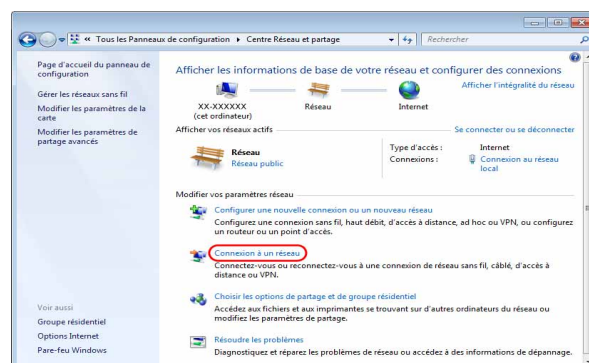 « Tous les Panneaux de configuration ▸ Centre Réseau et partage
Rechercher
Page d'accueil du panneau de
configuration
Gérer les réseaux sans fil
Modifier les paramètres de la
carte
Modifier les paramètres de
partage avancés
Voir aussi
Groupe résidentiel
Options Internet
Pare-feu Windows
Afficher les informations de base de votre réseau et configurer des connexions
Afficher l'intégralité du réseau
XX-XXXXXX
(cet ordinateur)
Réseau
Internet
Afficher vos réseaux actifs
Se connecter ou se déconnecter
Réseau
Réseau public
Type d'accès : Internet
Connexions : Connexion au réseau
local
Modifier vos paramètres réseau
Configurer une nouvelle connexion ou un nouveau réseau
Configurez une connexion sans fil, haut débit, d'accès à distance, ad hoc ou VPN, ou configurez
un routeur ou un point d'accès.
Connexion à un réseau
Connectez-vous ou reconnectez-vous à une connexion de réseau sans fil, câblé, d'accès à
distance ou VPN.
Choisir les options de partage et de groupe résidentiel
Accédez aux fichiers et aux imprimantes se trouvant sur d'autres ordinateurs du réseau ou
modifiez les paramètres de partage.
Résoudre les problèmes
Diagnostiquez et réparez les problèmes de réseau ou accédez à des informations de dépannage.